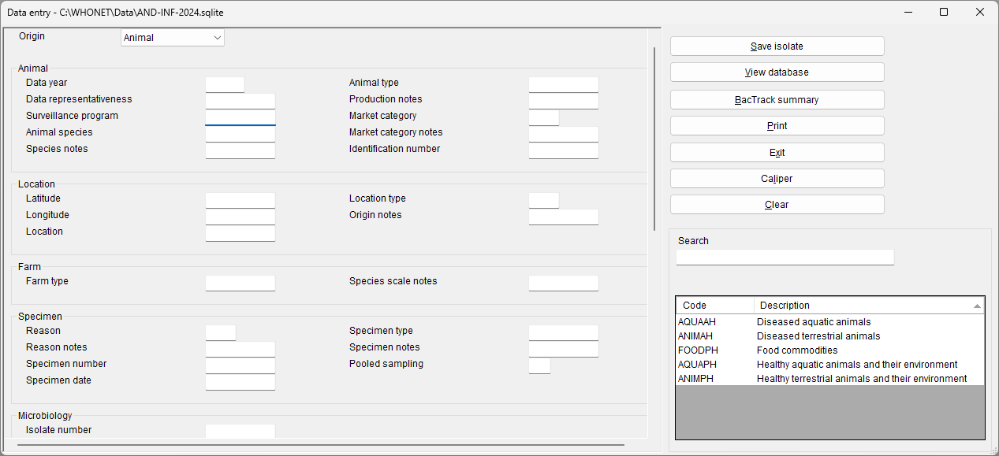 Data entry - C:\WHONET\Data\AND-INF-2024.sqlite
Origin
Animal
Animal
Data year
Animal type
Data representativeness
Production notes
Surveillance program
Market category
Animal species
Market category notes
Species notes
Identification number
Location
Latitude
Location type
Longitude
Origin notes
Location
Farm
Farm type
Species scale notes
Specimen
Reason
Specimen type
Reason notes
Specimen notes
Specimen number
Pooled sampling
Specimen date
Microbiology
Isolate number
Save isolate
View database
BacTrack summary
Print
Exit
Caliper
Clear
Search
Code Description
AQUAAH Diseased aquatic animals
ANIMAH Diseased terrestrial animals
FOODPH Food commodities
AQUAPH Healthy aquatic animals and their environment
ANIMPH Healthy terrestrial animals and their environment